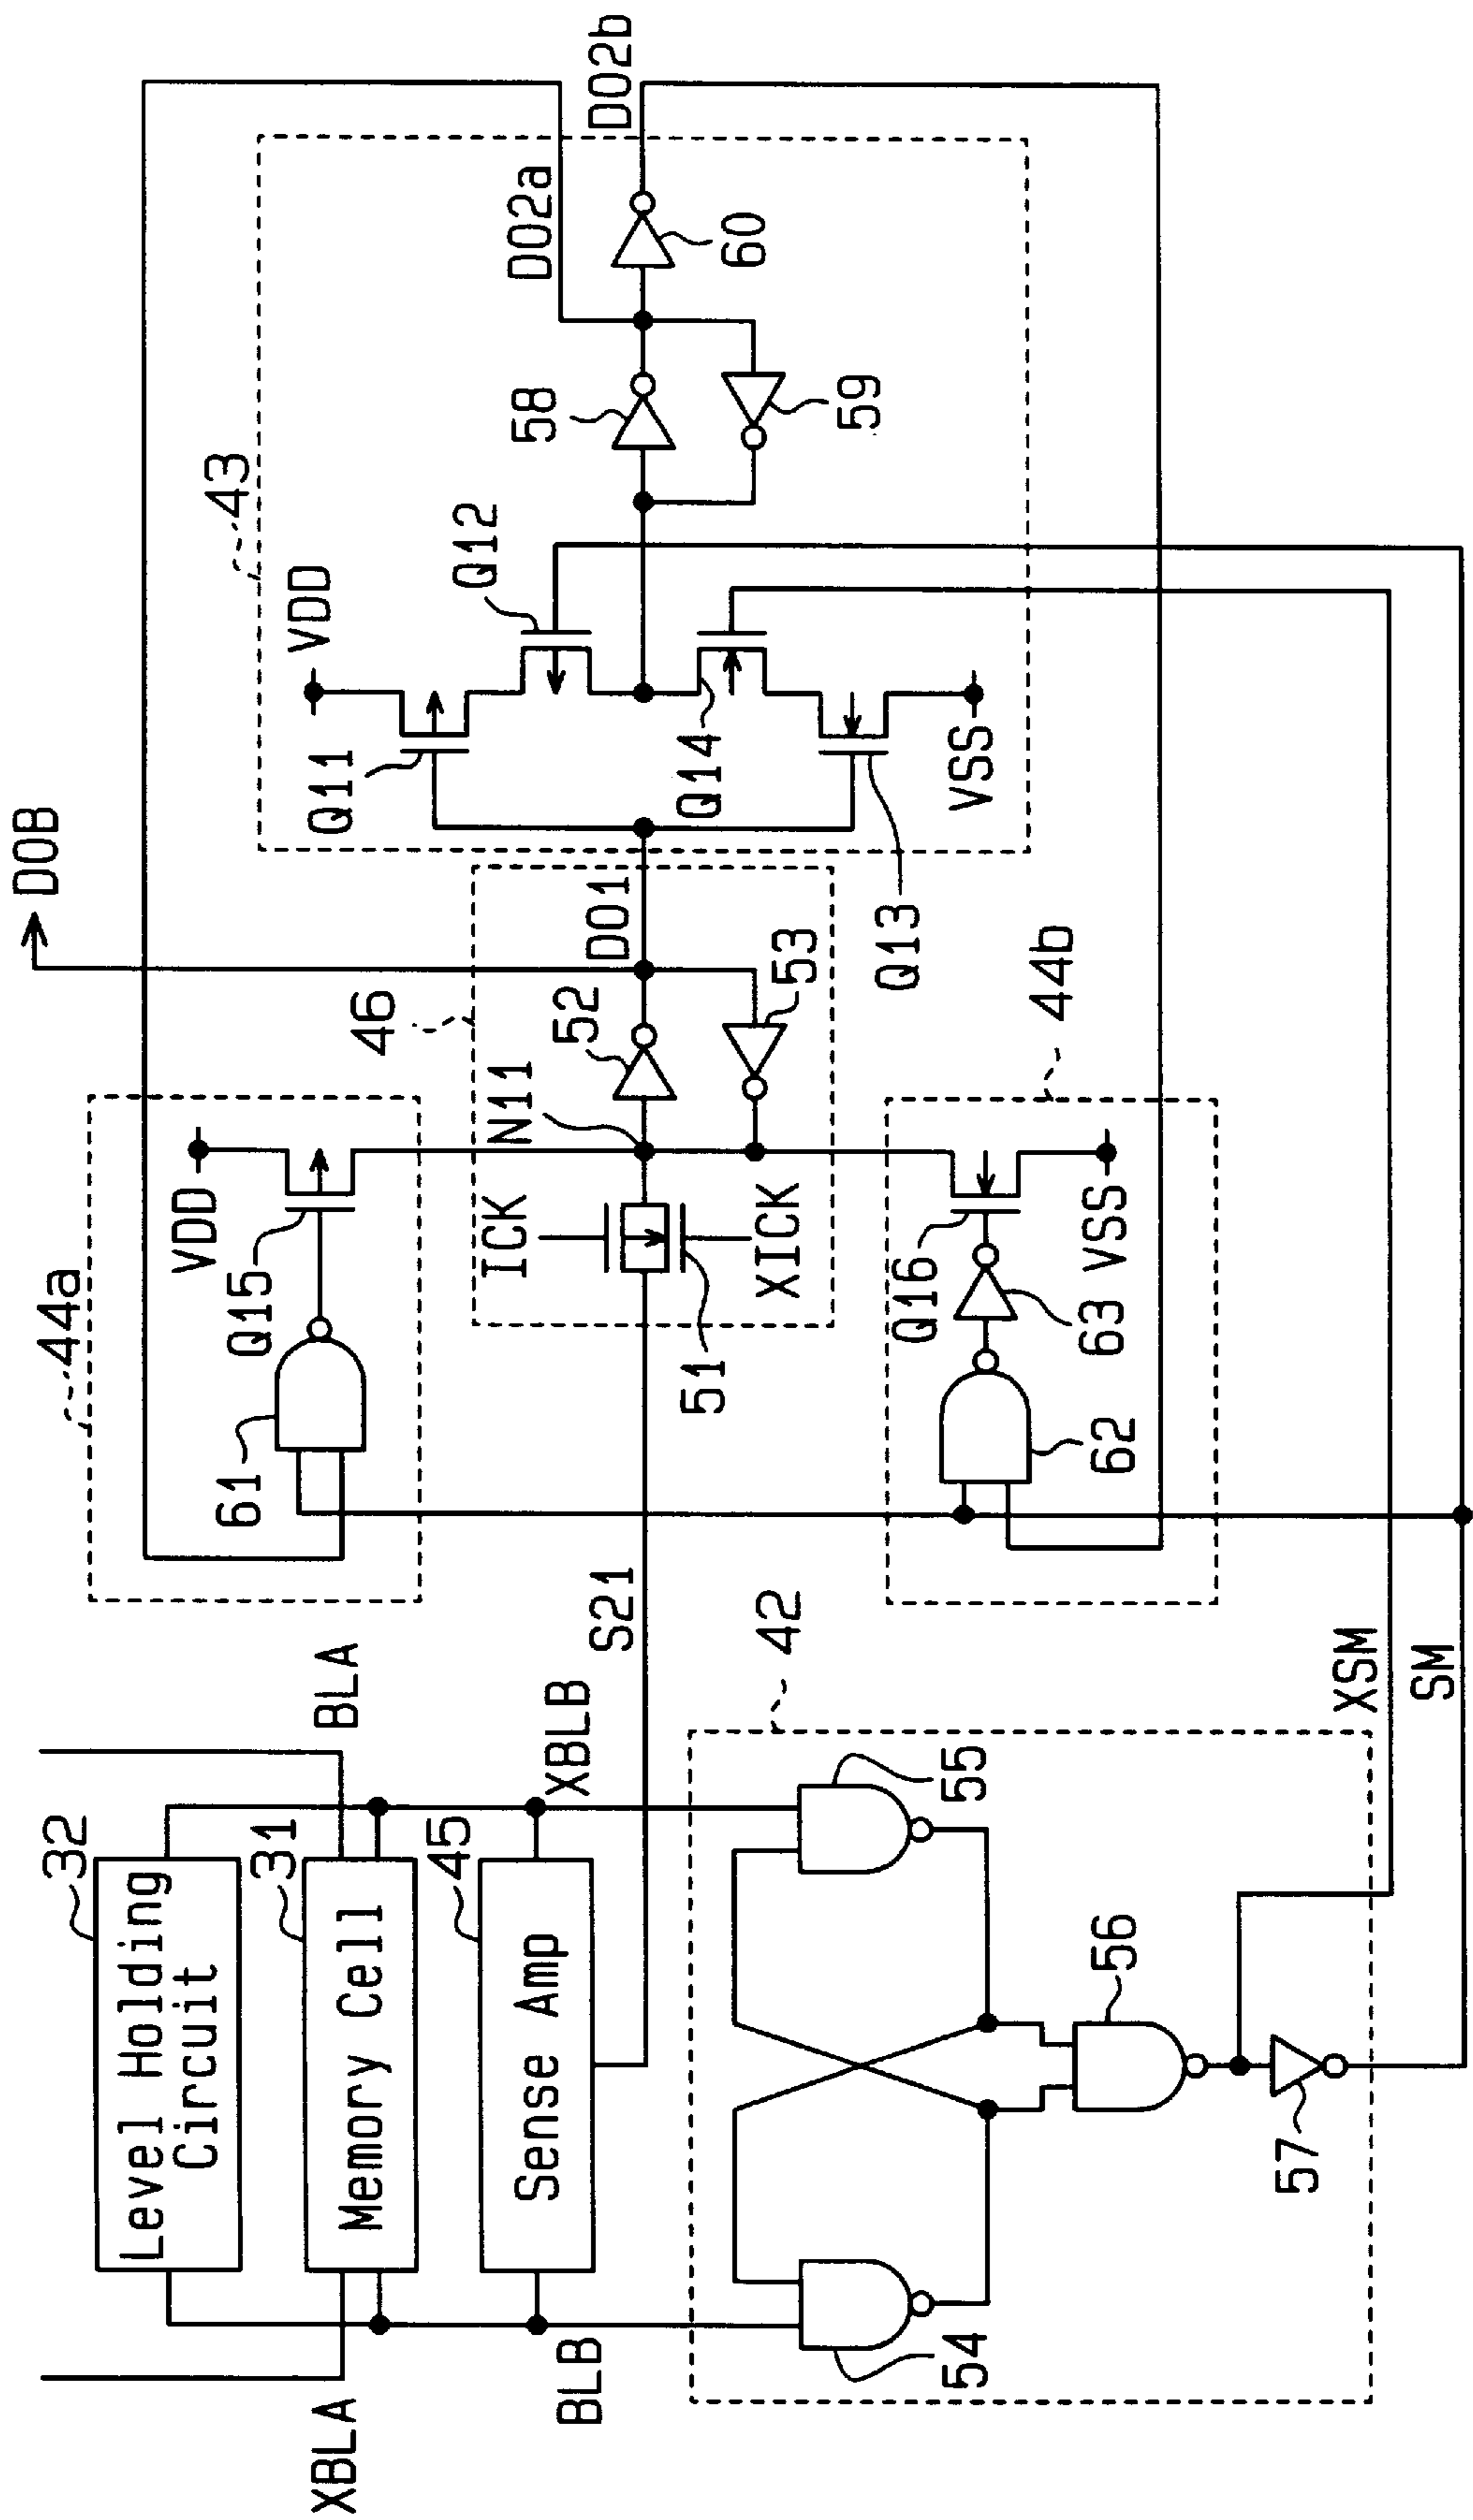 XBLA
32
Level Holding
Circuit
BLA
31
Memory Cell
45
Sense Amp
BLB
XBLB
S21
42
54
55
56
57
XSM
SM
44a
61
VDD
Q15
46
ICK
N11
52
DO1
53
XICK
51
DOB
44b
62
63
Q16
VSS
43
VDD
Q11
Q12
Q14
Q13
VSS
58
59
DO2a
60
DO2b